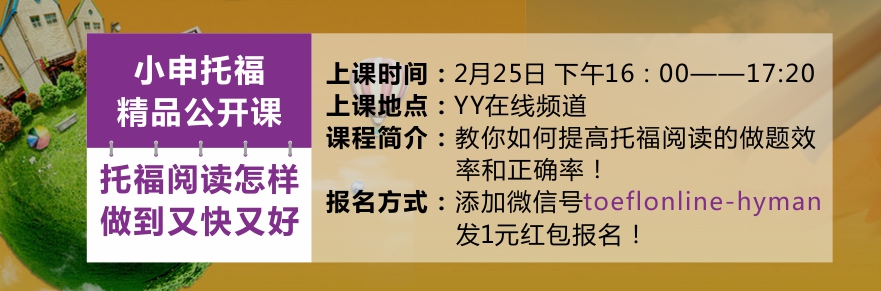 小申托福
精品公开课
托福阅读怎样
做到又快又好
上课时间：2月25日 下午16：00——17:20
上课地点：YY在线频道
课程简介：教你如何提高托福阅读的做题效
率和正确率！
报名方式：添加微信号toeflonline-hyman
发1元红包报名！